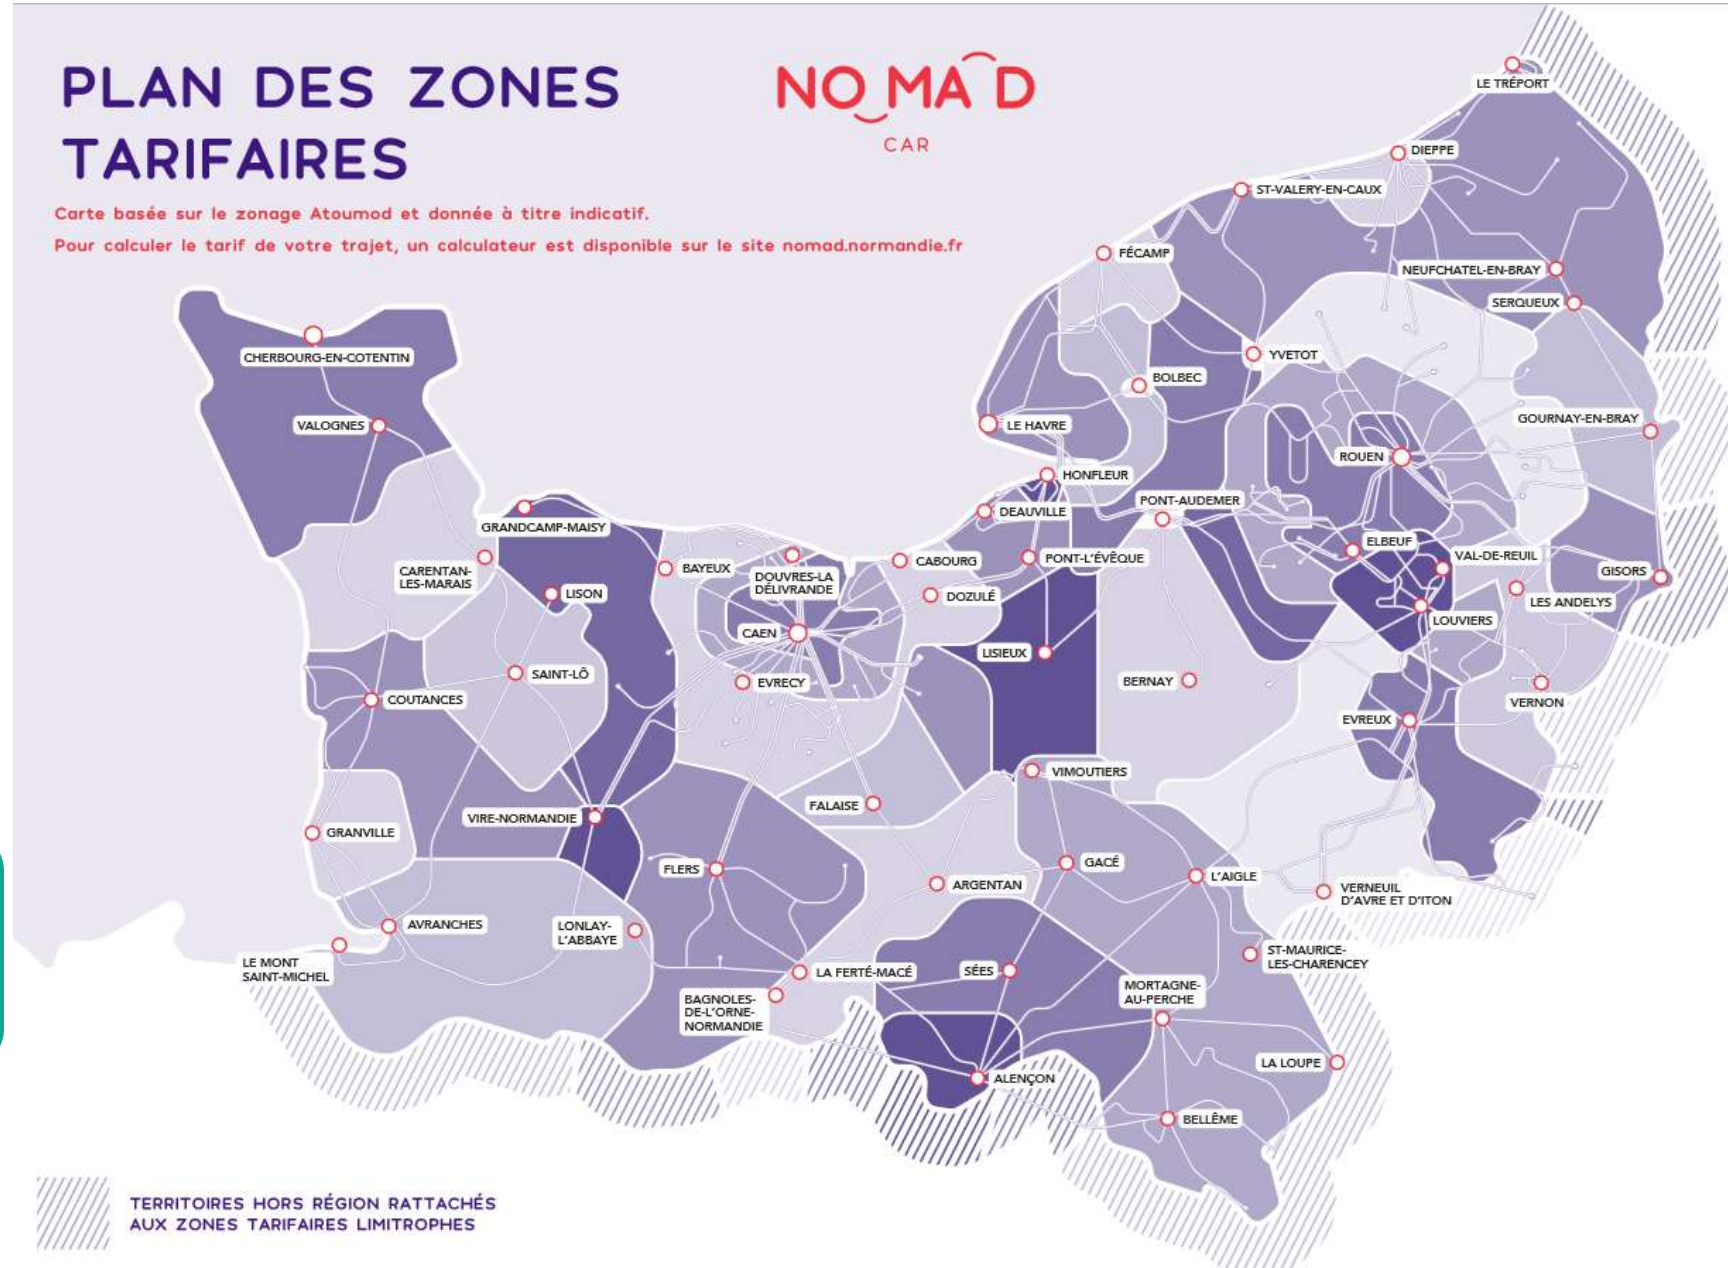 PLAN DES ZONES
TARIFAIRES
NOMAD
CAR
Carte basée sur le zonage Atoumod et donnée à titre indicatif.
Pour calculer le tarif de votre trajet, un calculateur est disponible sur le site nomad.normandie.fr
LE TRÉPORT
DIEPPE
ST-VALERY-EN-CAUX
FÉCAMP
NEUFCHATEL-EN-BRAY
SERQUEUX
CHERBOURG-EN-COTENTIN
YVETOT
BOLBEC
VALOGNES
LE HAVRE
GOURNAY-EN-BRAY
ROUEN
HONFLEUR
PONT-AUDEMER
DEAUVILLE
GRANDCAMP-MAISY
ELBEUF
VAL-DE-REUIL
CARENTAN-
LES-MARAIS
BAYEUX
DOUVRES-LA
DÉLIVRANDE
CABOURG
PONT-L'ÉVÊQUE
GISORS
LISON
DOZULÉ
LES ANDELYS
LOUVIERS
CAEN
LISIEUX
SAINT-LÔ
EVRECY
BERNAY
COUTANCES
VERNON
EVREUX
VIMOUTIERS
FALAISE
VIRE-NORMANDIE
GRANVILLE
FLERS
GACÉ
L'AIGLE
ARGENTAN
VERNEUIL
D'AVRE ET D'ITON
AVRANCHES
LONLAY-
L'ABBAYE
LE MONT
SAINT-MICHEL
ST-MAURICE-
LES-CHARENCEY
LA FERTÉ-MACÉ
SÉES
MORTAGNE-
AU-PERCHE
BAGNOLES-
DE-L'ORNE-
NORMANDIE
LA LOUPE
ALENÇON
BELLÊME
TERRITOIRES HORS RÉGION RATTACHÉS
AUX ZONES TARIFAIRES LIMITROPHES